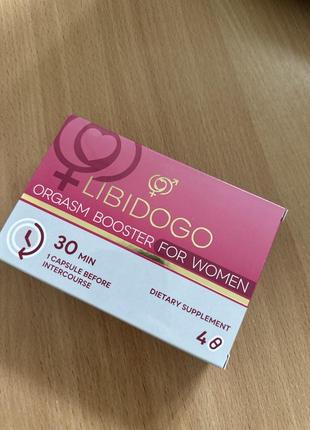 LIBIDOGO
ORGASM BOOSTER FOR WOMEN
30 MIN
1 CAPSULE BEFORE
INTERCOURSE
DIETARY SUPPLEMENT
4